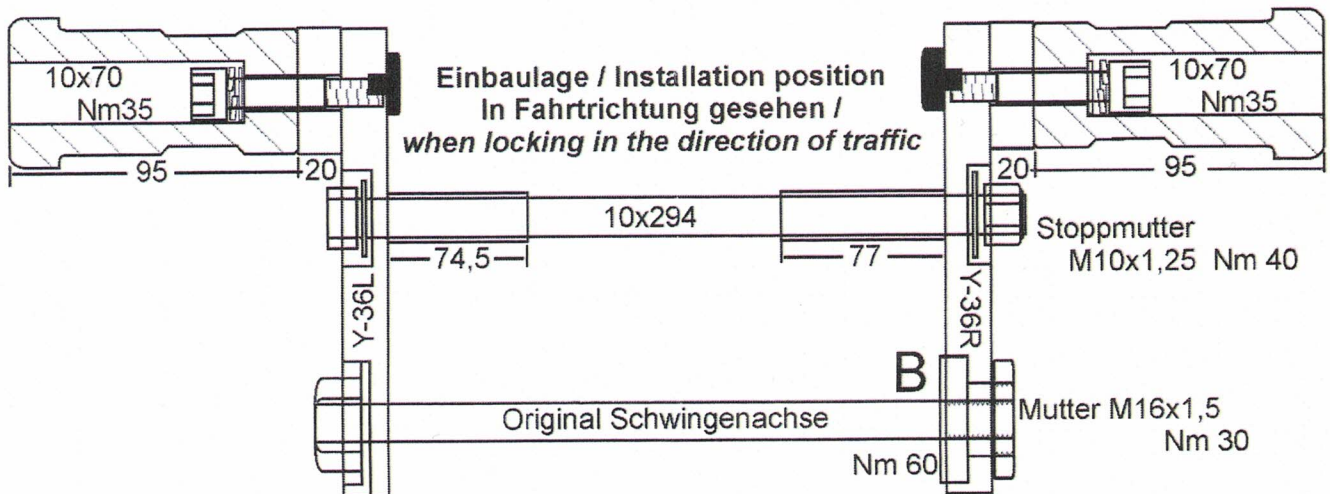 10x70
Nm35
Einbaulage / Installation position
In Fahrtrichtung gesehen /
when locking in the direction of traffic
10x70
Nm35
95
20
20
95
10x294
74,5
77
Stoppmutter
M10x1,25 Nm 40
Y-36L
Y-36R
B
Original Schwingenachse
Mutter M16x1,5
Nm 30
Nm 60